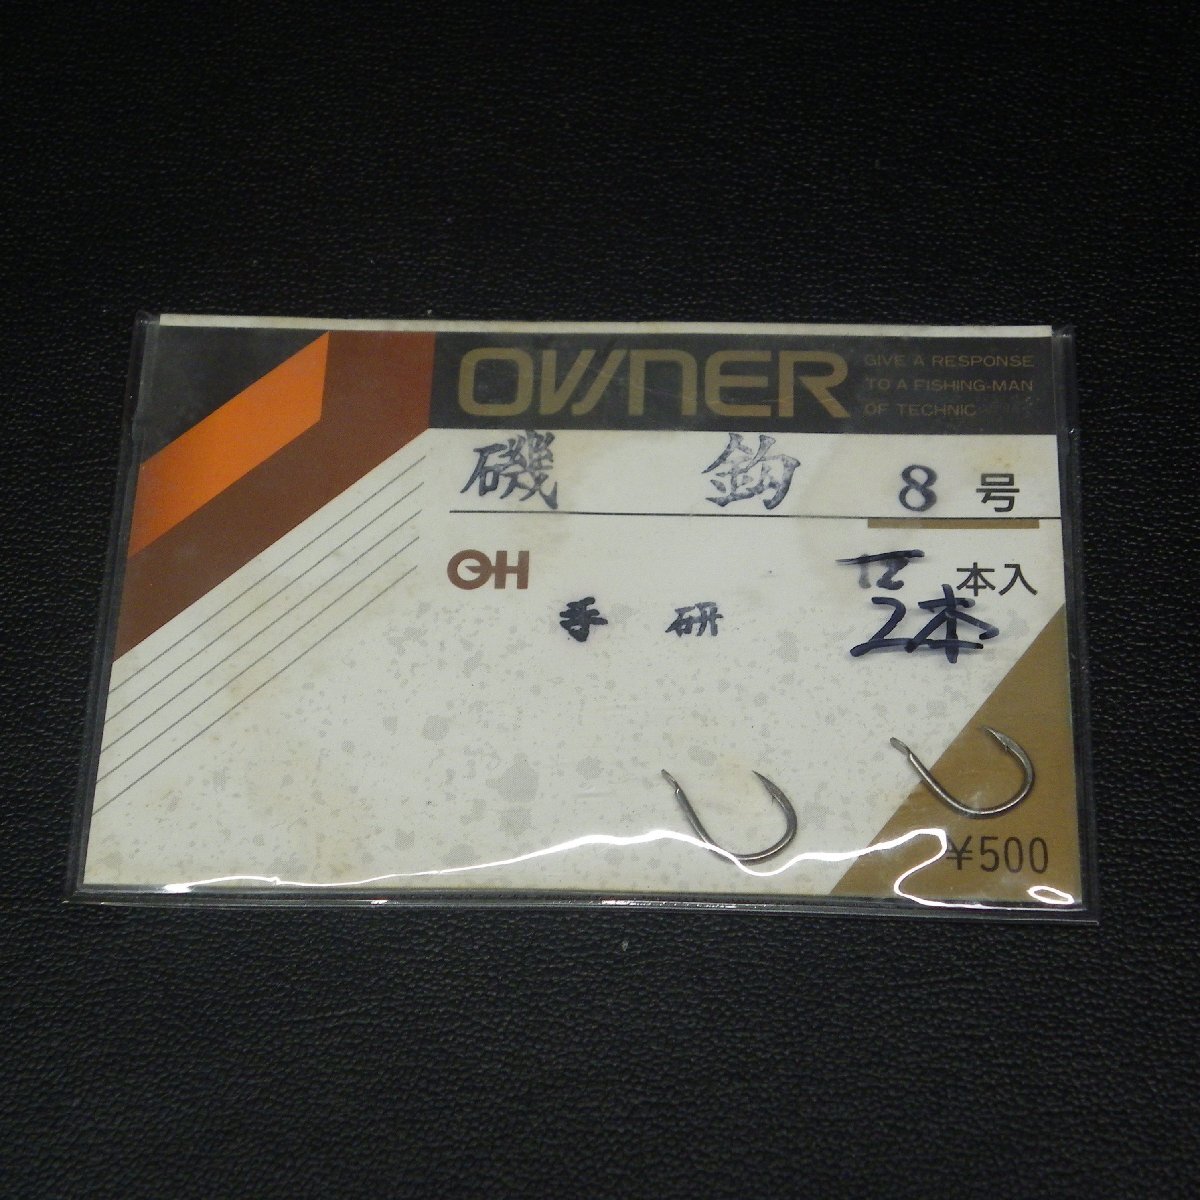 OWNER
GIVE A RESPONSE
TO A FISHING-MAN
OF TECHNIC
磯 鈎 8 号
OH
12 本入
手 研
2本
¥500